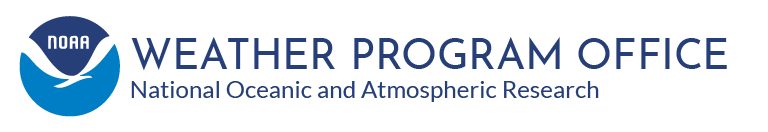 NOAA
WEATHER PROGRAM OFFICE
National Oceanic and Atmospheric Research